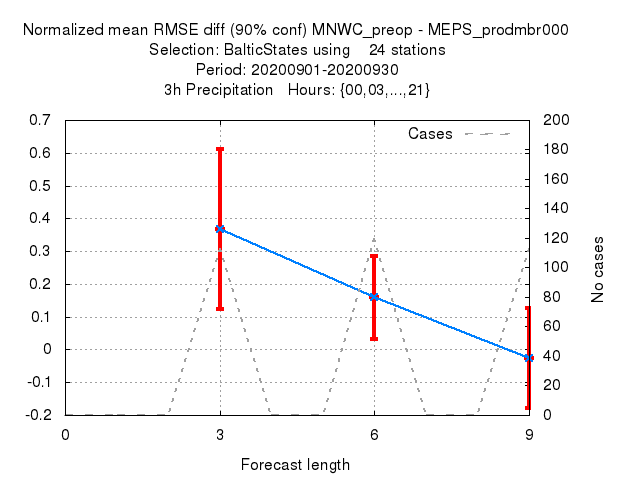 Normalized mean RMSE diff (90% conf) MNWC_preop - MEPS_prodmbr000
Selection: BalticStates using    24 stations
Period: 20200901-20200930
3h Precipitation   Hours: {00,03,...,21}
Cases
0.7
0.6
0.5
0.4
0.3
0.2
0.1
0
-0.1
-0.2
200
180
160
140
120
100
80
60
40
20
0
No cases
0 3 6 9
Forecast length